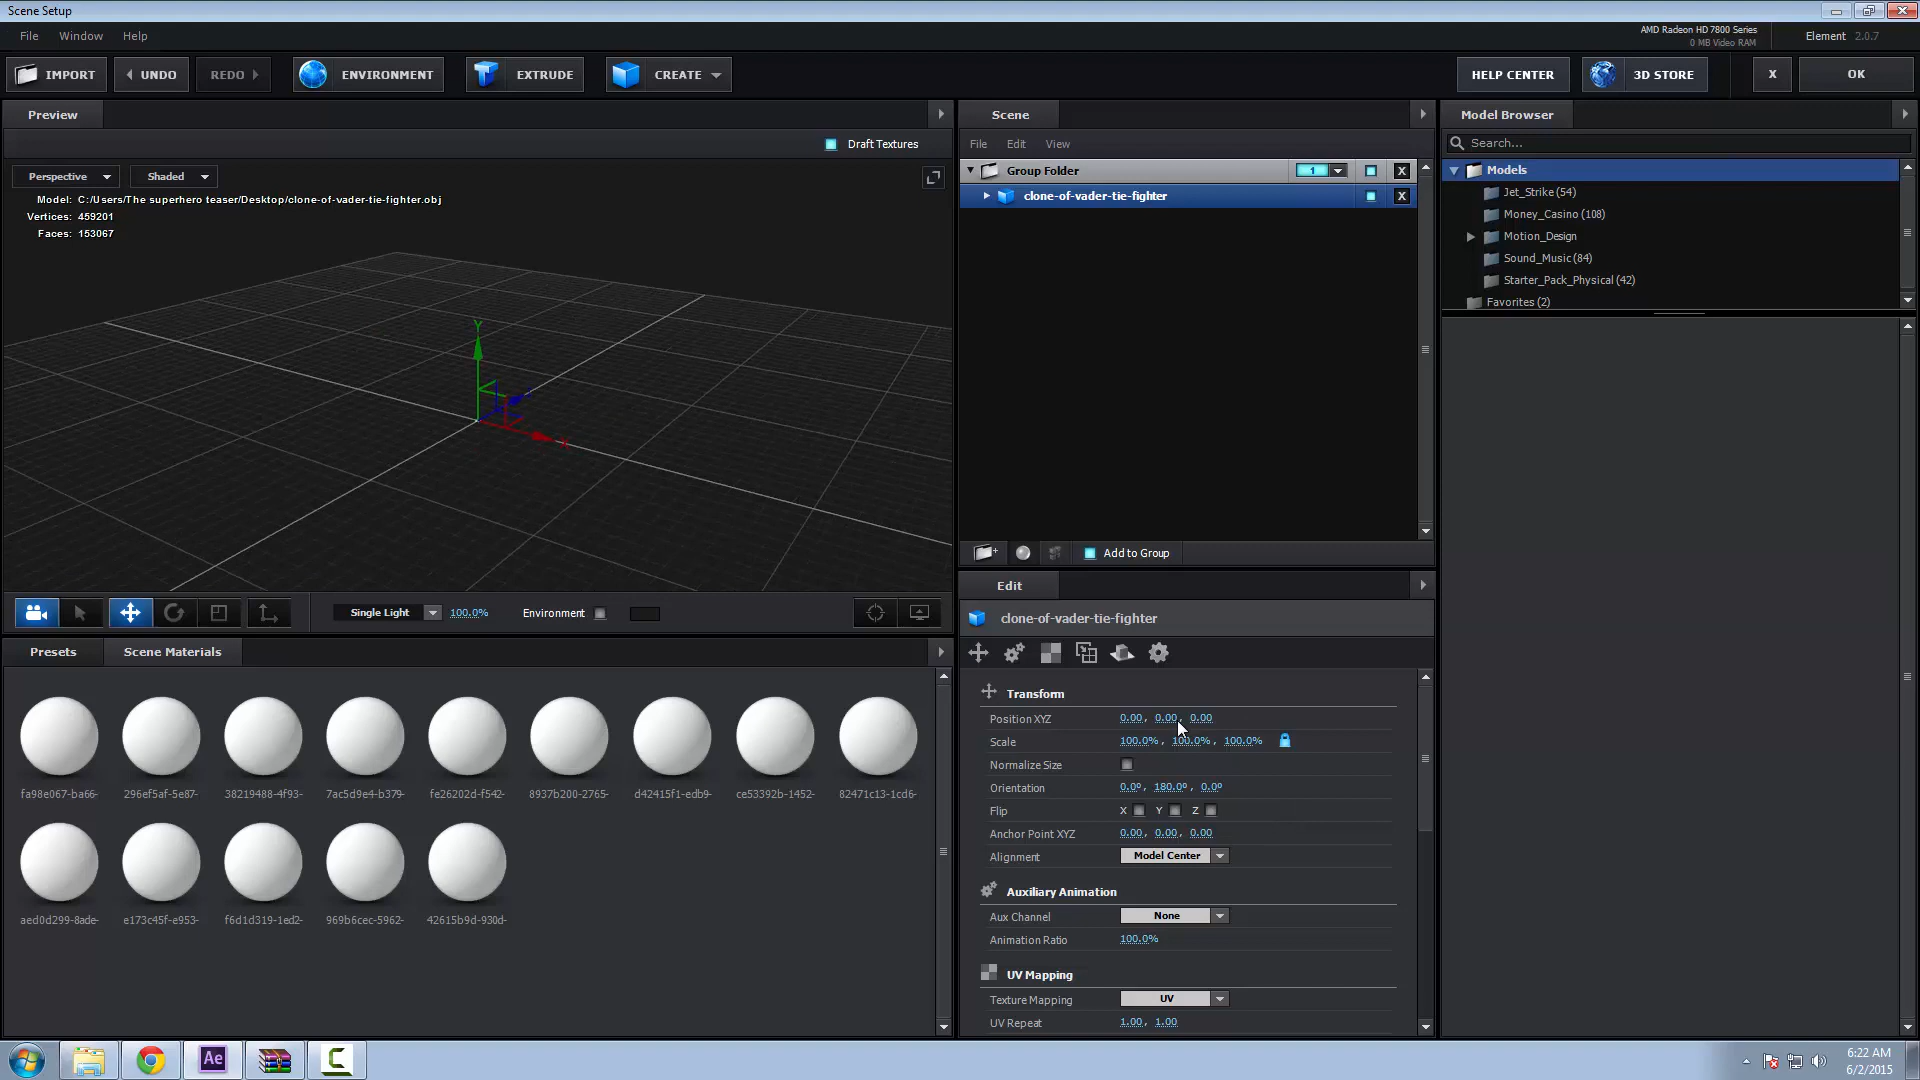 Scene Setup
File Window Help
AMD Radeon HD 7800 Series
0 MB Video RAM
Element 2.0.7
IMPORT UNDO REDO ENVIRONMENT EXTRUDE CREATE HELP CENTER 3D STORE X OK
Preview
Draft Textures
Perspective Shaded
Model: C:/Users/The superhero teaser/Desktop/clone-of-vader-tie-fighter.obj
Vertices: 459201
Faces: 153067
Y
X
Single Light 100.0% Environment
Presets Scene Materials
fa98e067-ba66- 296ef5af-5e87- 38219488-4f93- 7ac5d9e4-b379- fe26202d-f542- 8937b200-2765- d42415f1-edb9- ce53392b-1452- 82471c13-1cd6-
aed0d299-8ade- e173c45f-e953- f6d1d319-1ed2- 969b6cec-5962- 42615b9d-930d-
Scene
File Edit View
Group Folder 1 X
clone-of-vader-tie-fighter X
Add to Group
Edit
clone-of-vader-tie-fighter
Transform
Position XYZ 0.00, 0.00, 0.00
Scale 100.0%, 100.0%, 100.0%
Normalize Size
Orientation 0.0º, 180.0º, 0.0º
Flip X Y Z
Anchor Point XYZ 0.00, 0.00, 0.00
Alignment Model Center
Auxiliary Animation
Aux Channel None
Animation Ratio 100.0%
UV Mapping
Texture Mapping UV
UV Repeat 1.00, 1.00
Model Browser
Search...
Models
Jet_Strike (54)
Money_Casino (108)
Motion_Design
Sound_Music (84)
Starter_Pack_Physical (42)
Favorites (2)
Ae
C
6:22 AM
6/2/2015